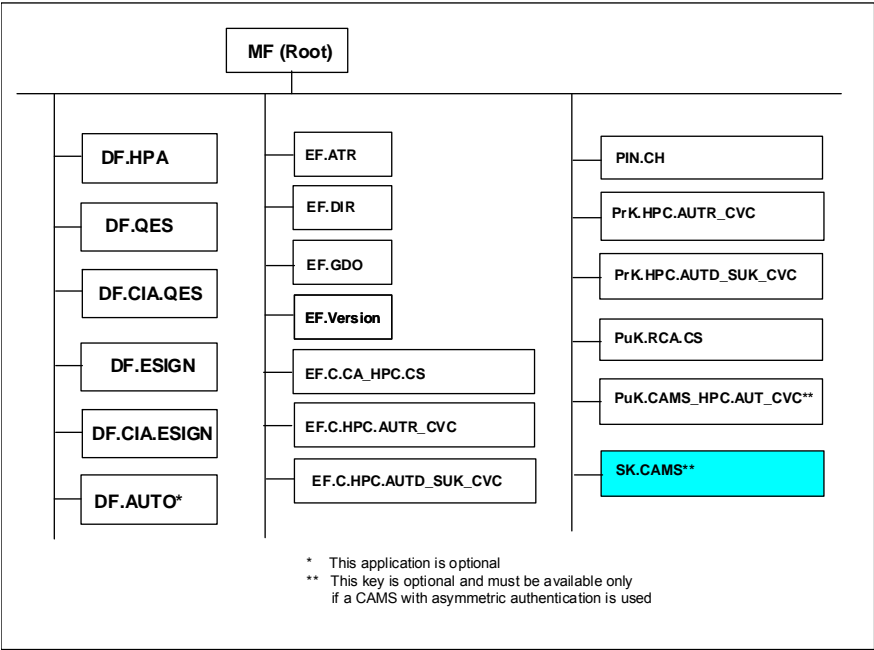 MF (Root)
DF.HPA
DF.QES
DF.CIA.QES
DF.ESIGN
DF.CIA.ESIGN
DF.AUTO*
EF.ATR
EF.DIR
EF.GDO
EF.Version
EF.C.CA_HPC.CS
EF.C.HPC.AUTR_CVC
EF.C.HPC.AUTD_SUK_CVC
PIN.CH
PrK.HPC.AUTR_CVC
PrK.HPC.AUTD_SUK_CVC
PuK.RCA.CS
PuK.CAMS_HPC.AUT_CVC**
SK.CAMS**
* This application is optional
** This key is optional and must be available only
if a CAMS with asymmetric authentication is used